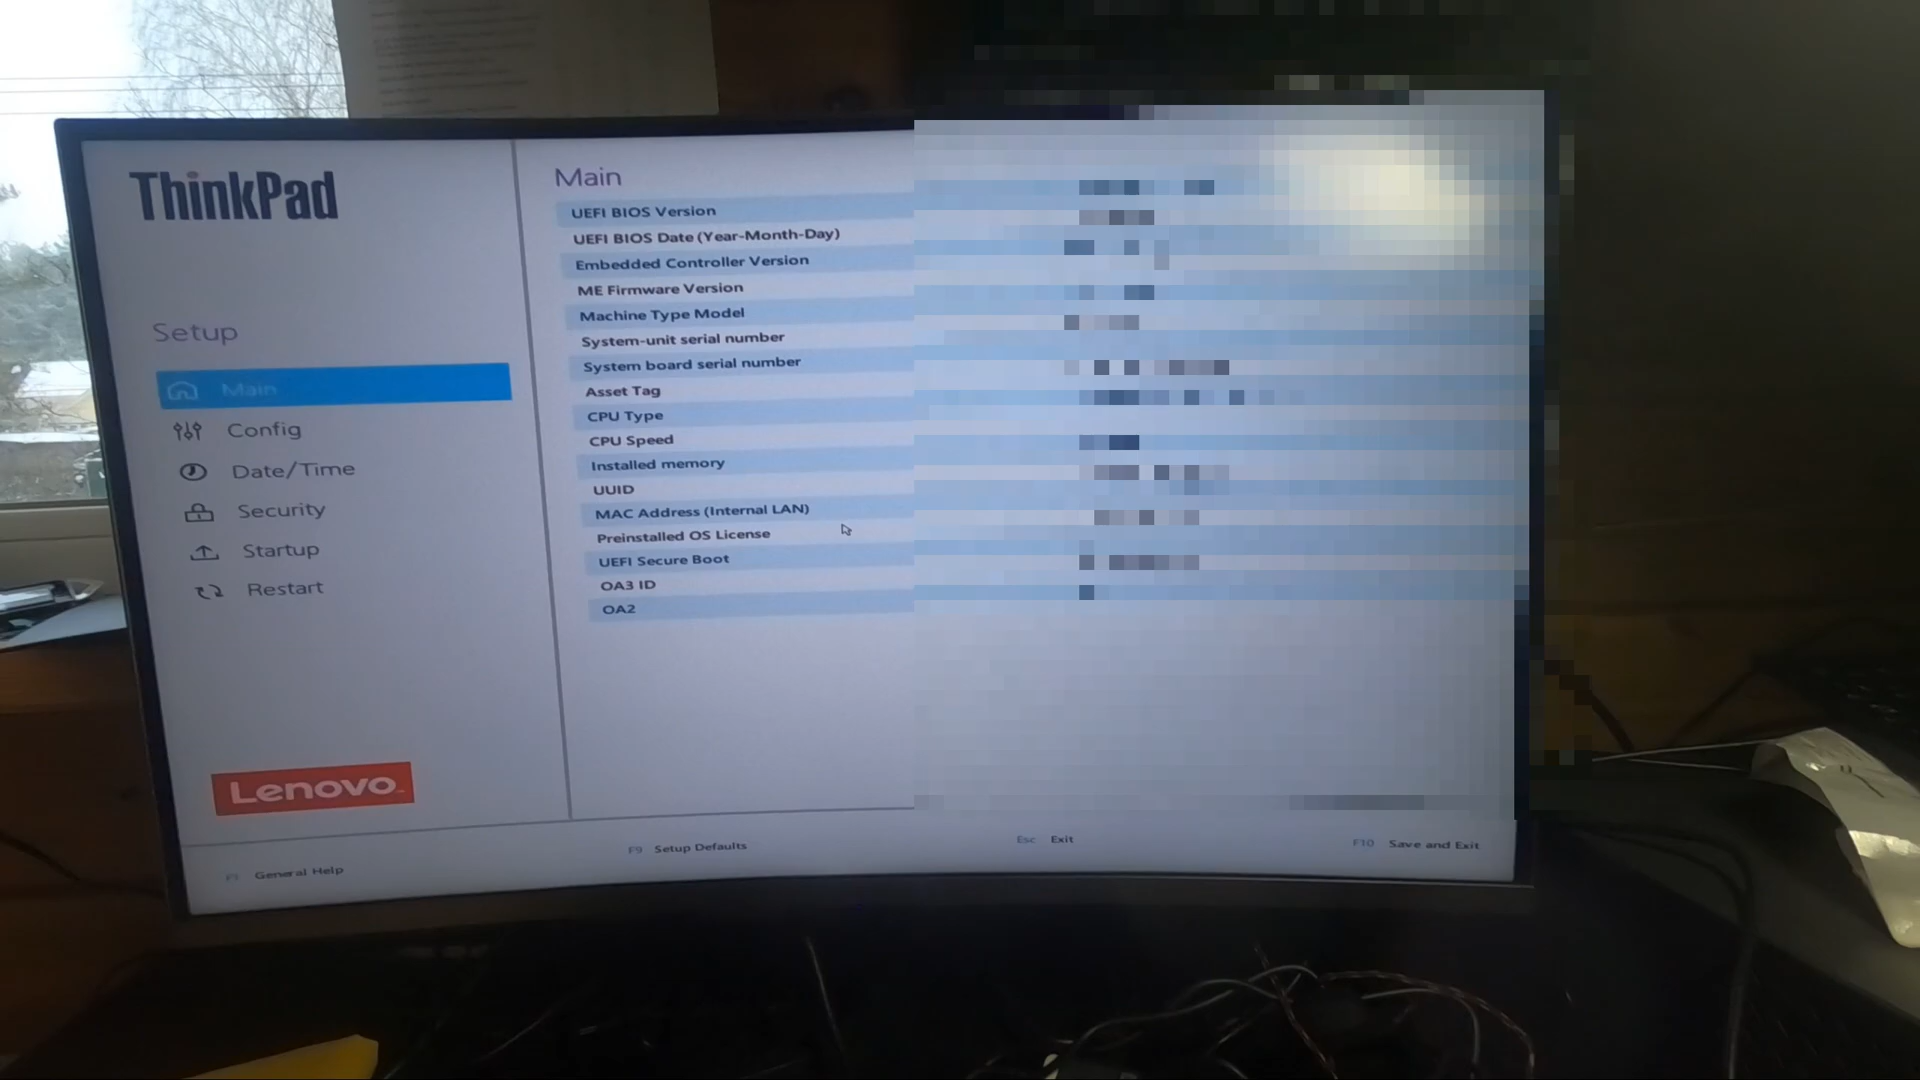 ThinkPad
Setup
Main
Config
Date/Time
Security
Startup
Restart
Lenovo
Main
UEFI BIOS Version
UEFI BIOS Date (Year-Month-Day)
Embedded Controller Version
ME Firmware Version
Machine Type Model
System-unit serial number
System board serial number
Asset Tag
CPU Type
CPU Speed
Installed memory
UUID
MAC Address (Internal LAN)
Preinstalled OS License
UEFI Secure Boot
OA3 ID
OA2
General Help
F9 Setup Defaults
Esc Exit
F10 Save and Exit